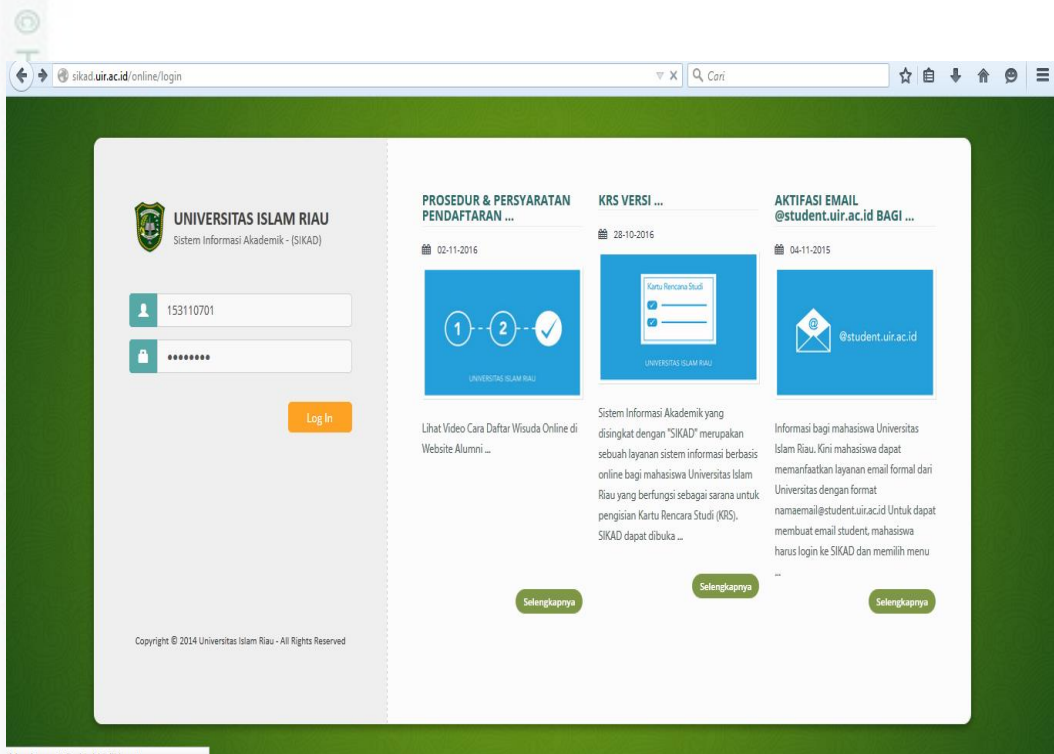 sikad.uir.ac.id/online/login
Cari
UNIVERSITAS ISLAM RIAU
Sistem Informasi Akademik - (SIKAD)
153110701
Log In
Copyright © 2014 Universitas Islam Riau - All Rights Reserved
PROSEDUR & PERSYARATAN
PENDAFTARAN ...
02-11-2016
1
2
UNIVERSITAS ISLAM RIAU
Lihat Video Cara Daftar Wisuda Online di
Website Alumni ...
Selengkapnya
KRS VERSI ...
28-10-2016
Kartu Rencana Studi
UNIVERSITAS ISLAM RIAU
Sistem Informasi Akademik yang
disingkat dengan "SIKAD" merupakan
sebuah layanan sistem informasi berbasis
online bagi mahasiswa Universitas Islam
Riau yang berfungsi sebagai sarana untuk
pengisian Kartu Rencara Studi (KRS).
SIKAD dapat dibuka ...
Selengkapnya
AKTIFASI EMAIL
@student.uir.ac.id BAGI ...
04-11-2015
@
@student.uir.ac.id
Informasi bagi mahasiswa Universitas
Islam Riau. Kini mahasiswa dapat
memanfaatkan layanan email formal dari
Universitas dengan format
namaemail@student.uir.ac.id Untuk dapat
membuat email student, mahasiswa
harus login ke SIKAD dan memilih menu
...
Selengkapnya